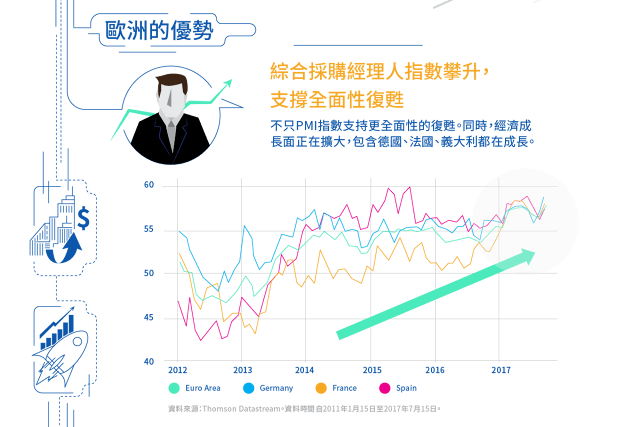 歐洲的優勢
綜合採購經理人指數攀升，
支撐全面性復甦
不只PMI指數支持更全面性的復甦。同時，經濟成
長面正在擴大，包含德國、法國、義大利都在成長。
60
55
50
45
40
2012 2013 2014 2015 2016 2017
Euro Area Germany France Spain
資料來源：Thomson Datastream。資料時間自2011年1月15日至2017年7月15日。
$